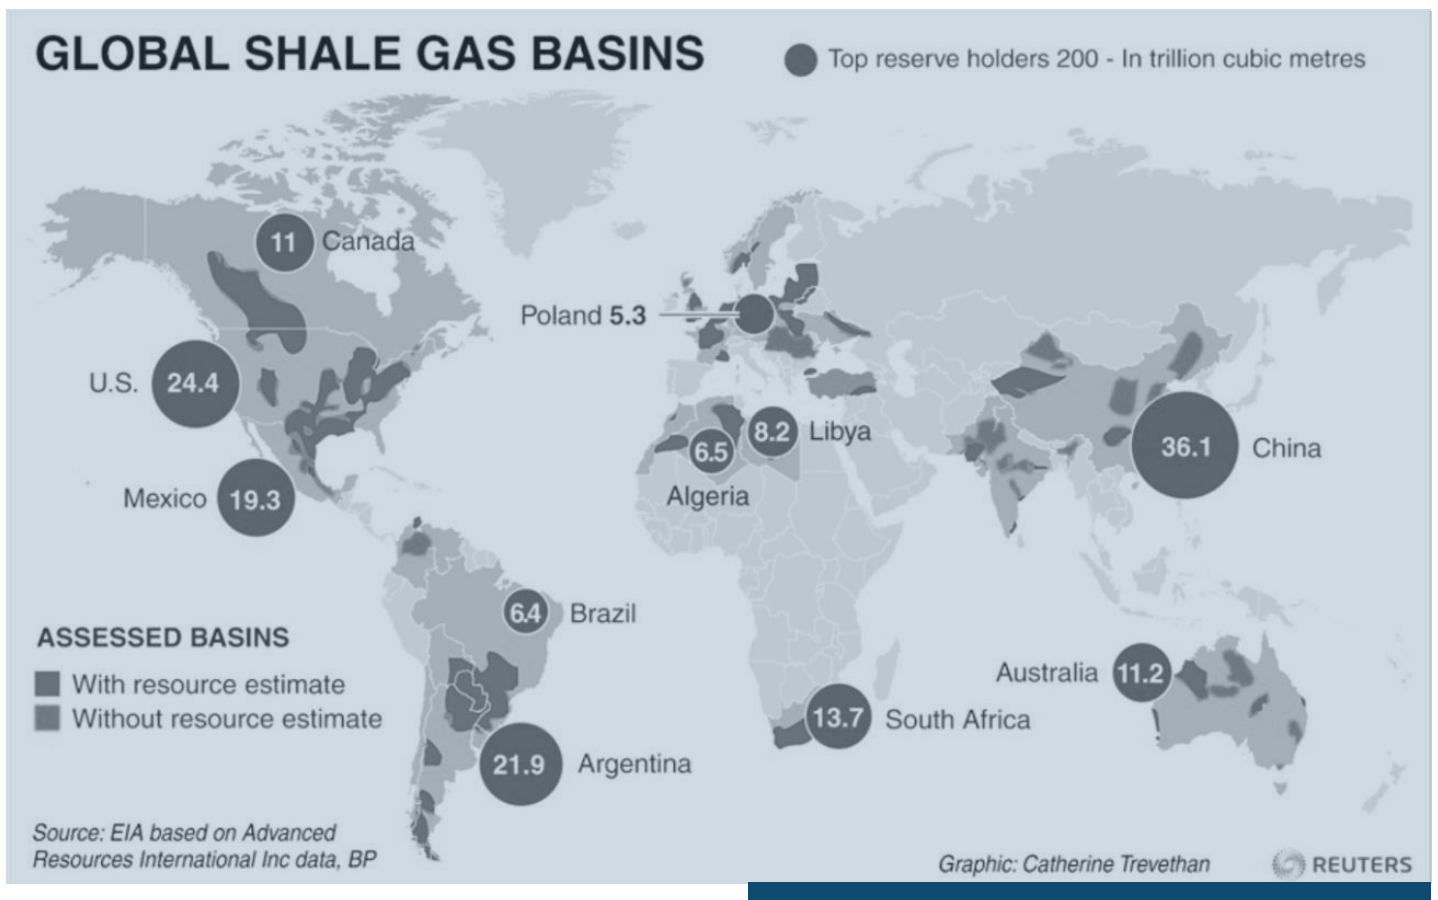 GLOBAL SHALE GAS BASINS
Top reserve holders 200 - In trillion cubic metres
11 Canada
Poland 5.3
U.S. 24.4
8.2 Libya
6.5
Algeria
36.1 China
Mexico 19.3
6.4 Brazil
ASSESSED BASINS
With resource estimate
Without resource estimate
Australia 11.2
13.7 South Africa
21.9 Argentina
Source: EIA based on Advanced
Resources International Inc data, BP
Graphic: Catherine Trevethan
REUTERS